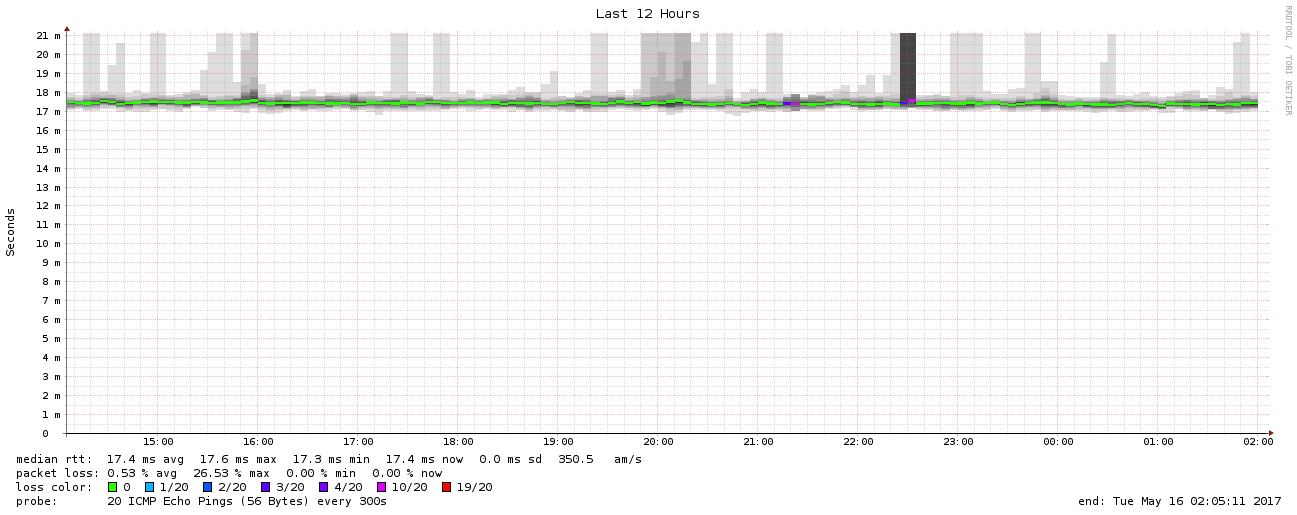 Last 12 Hours
RRDTOOL / TOBI OETIKER
Seconds
21 m
20 m
19 m
18 m
17 m
16 m
15 m
14 m
13 m
12 m
11 m
10 m
9 m
8 m
7 m
6 m
5 m
4 m
3 m
2 m
1 m
0
15:00 16:00 17:00 18:00 19:00 20:00 21:00 22:00 23:00 00:00 01:00 02:00
median rtt: 17.4 ms avg 17.6 ms max 17.3 ms min 17.4 ms now 0.0 ms sd 350.5 am/s
packet loss: 0.53 % avg 26.53 % max 0.00 % min 0.00 % now
loss color: 0 1/20 2/20 3/20 4/20 10/20 19/20
probe: 20 ICMP Echo Pings (56 Bytes) every 300s end: Tue May 16 02:05:11 2017